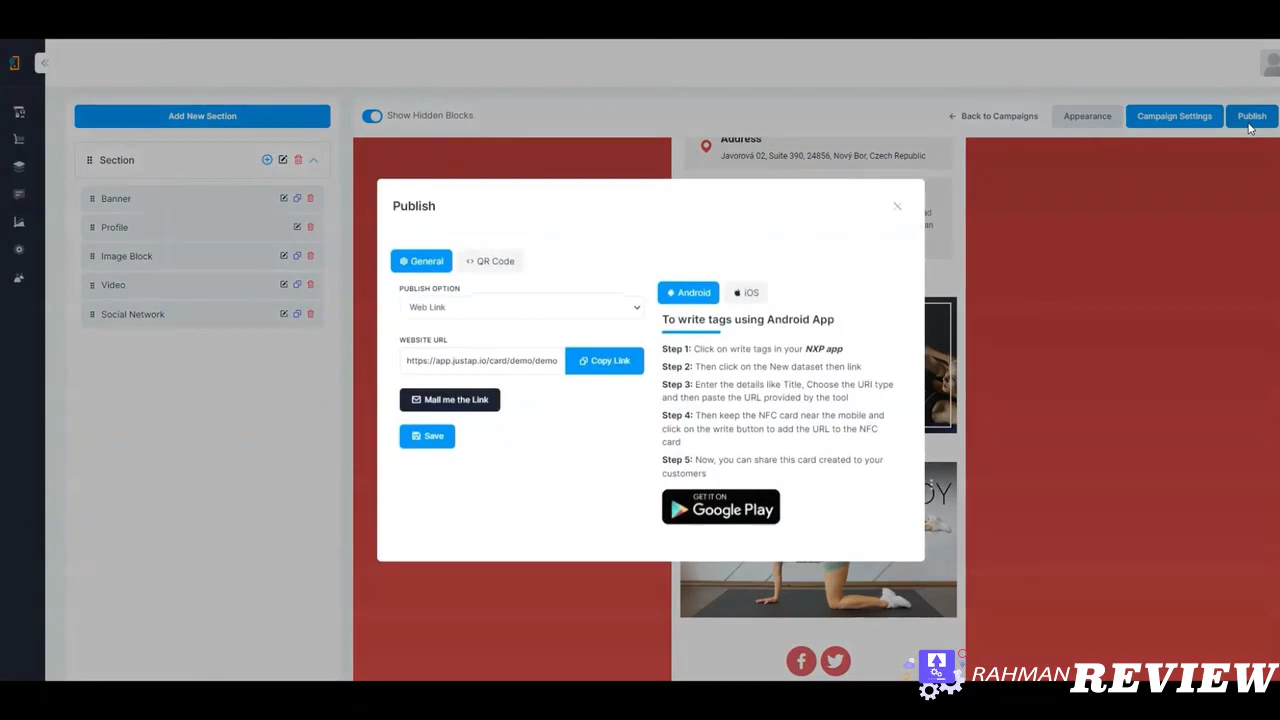 Add New Section
Show Hidden Blocks
Back to Campaigns
Appearance
Campaign Settings
Publish
Section
Banner
Profile
Image Block
Video
Social Network
Address
Javorová 02, Suite 390, 24856, Nový Bor, Czech Republic
Publish
General
QR Code
PUBLISH OPTION
Web Link
WEBSITE URL
https://app.justap.io/card/demo/demo
Copy Link
Mail me the Link
Save
Android
iOS
To write tags using Android App
Step 1: Click on write tags in your NXP app
Step 2: Then click on the New dataset then link
Step 3: Enter the details like Title, Choose the URI type
and then paste the URL provided by the tool
Step 4: Then keep the NFC card near the mobile and
click on the write button to add the URL to the NFC
card
Step 5: Now, you can share this card created to your
customers
GET IT ON
Google Play
RAHMAN REVIEW